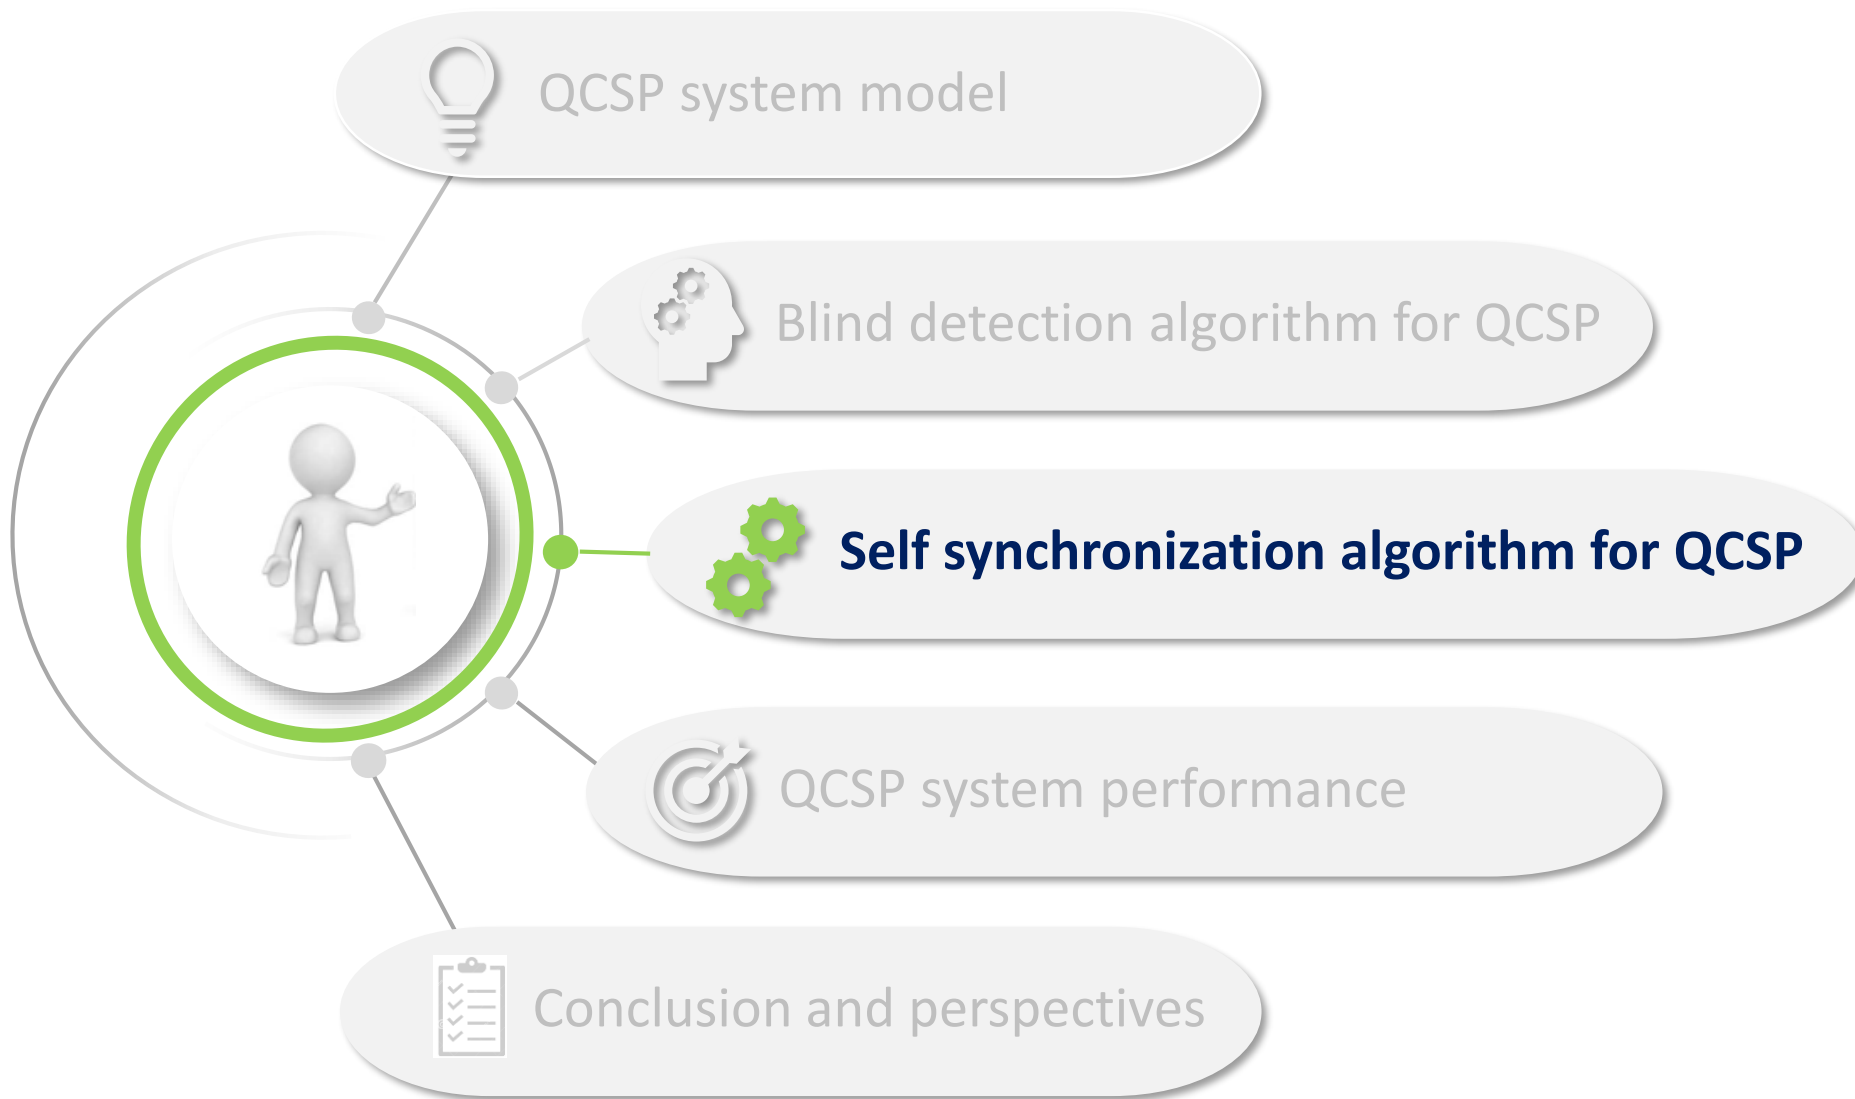 QCSP system model
Blind detection algorithm for QCSP
Self synchronization algorithm for QCSP
QCSP system performance
Conclusion and perspectives